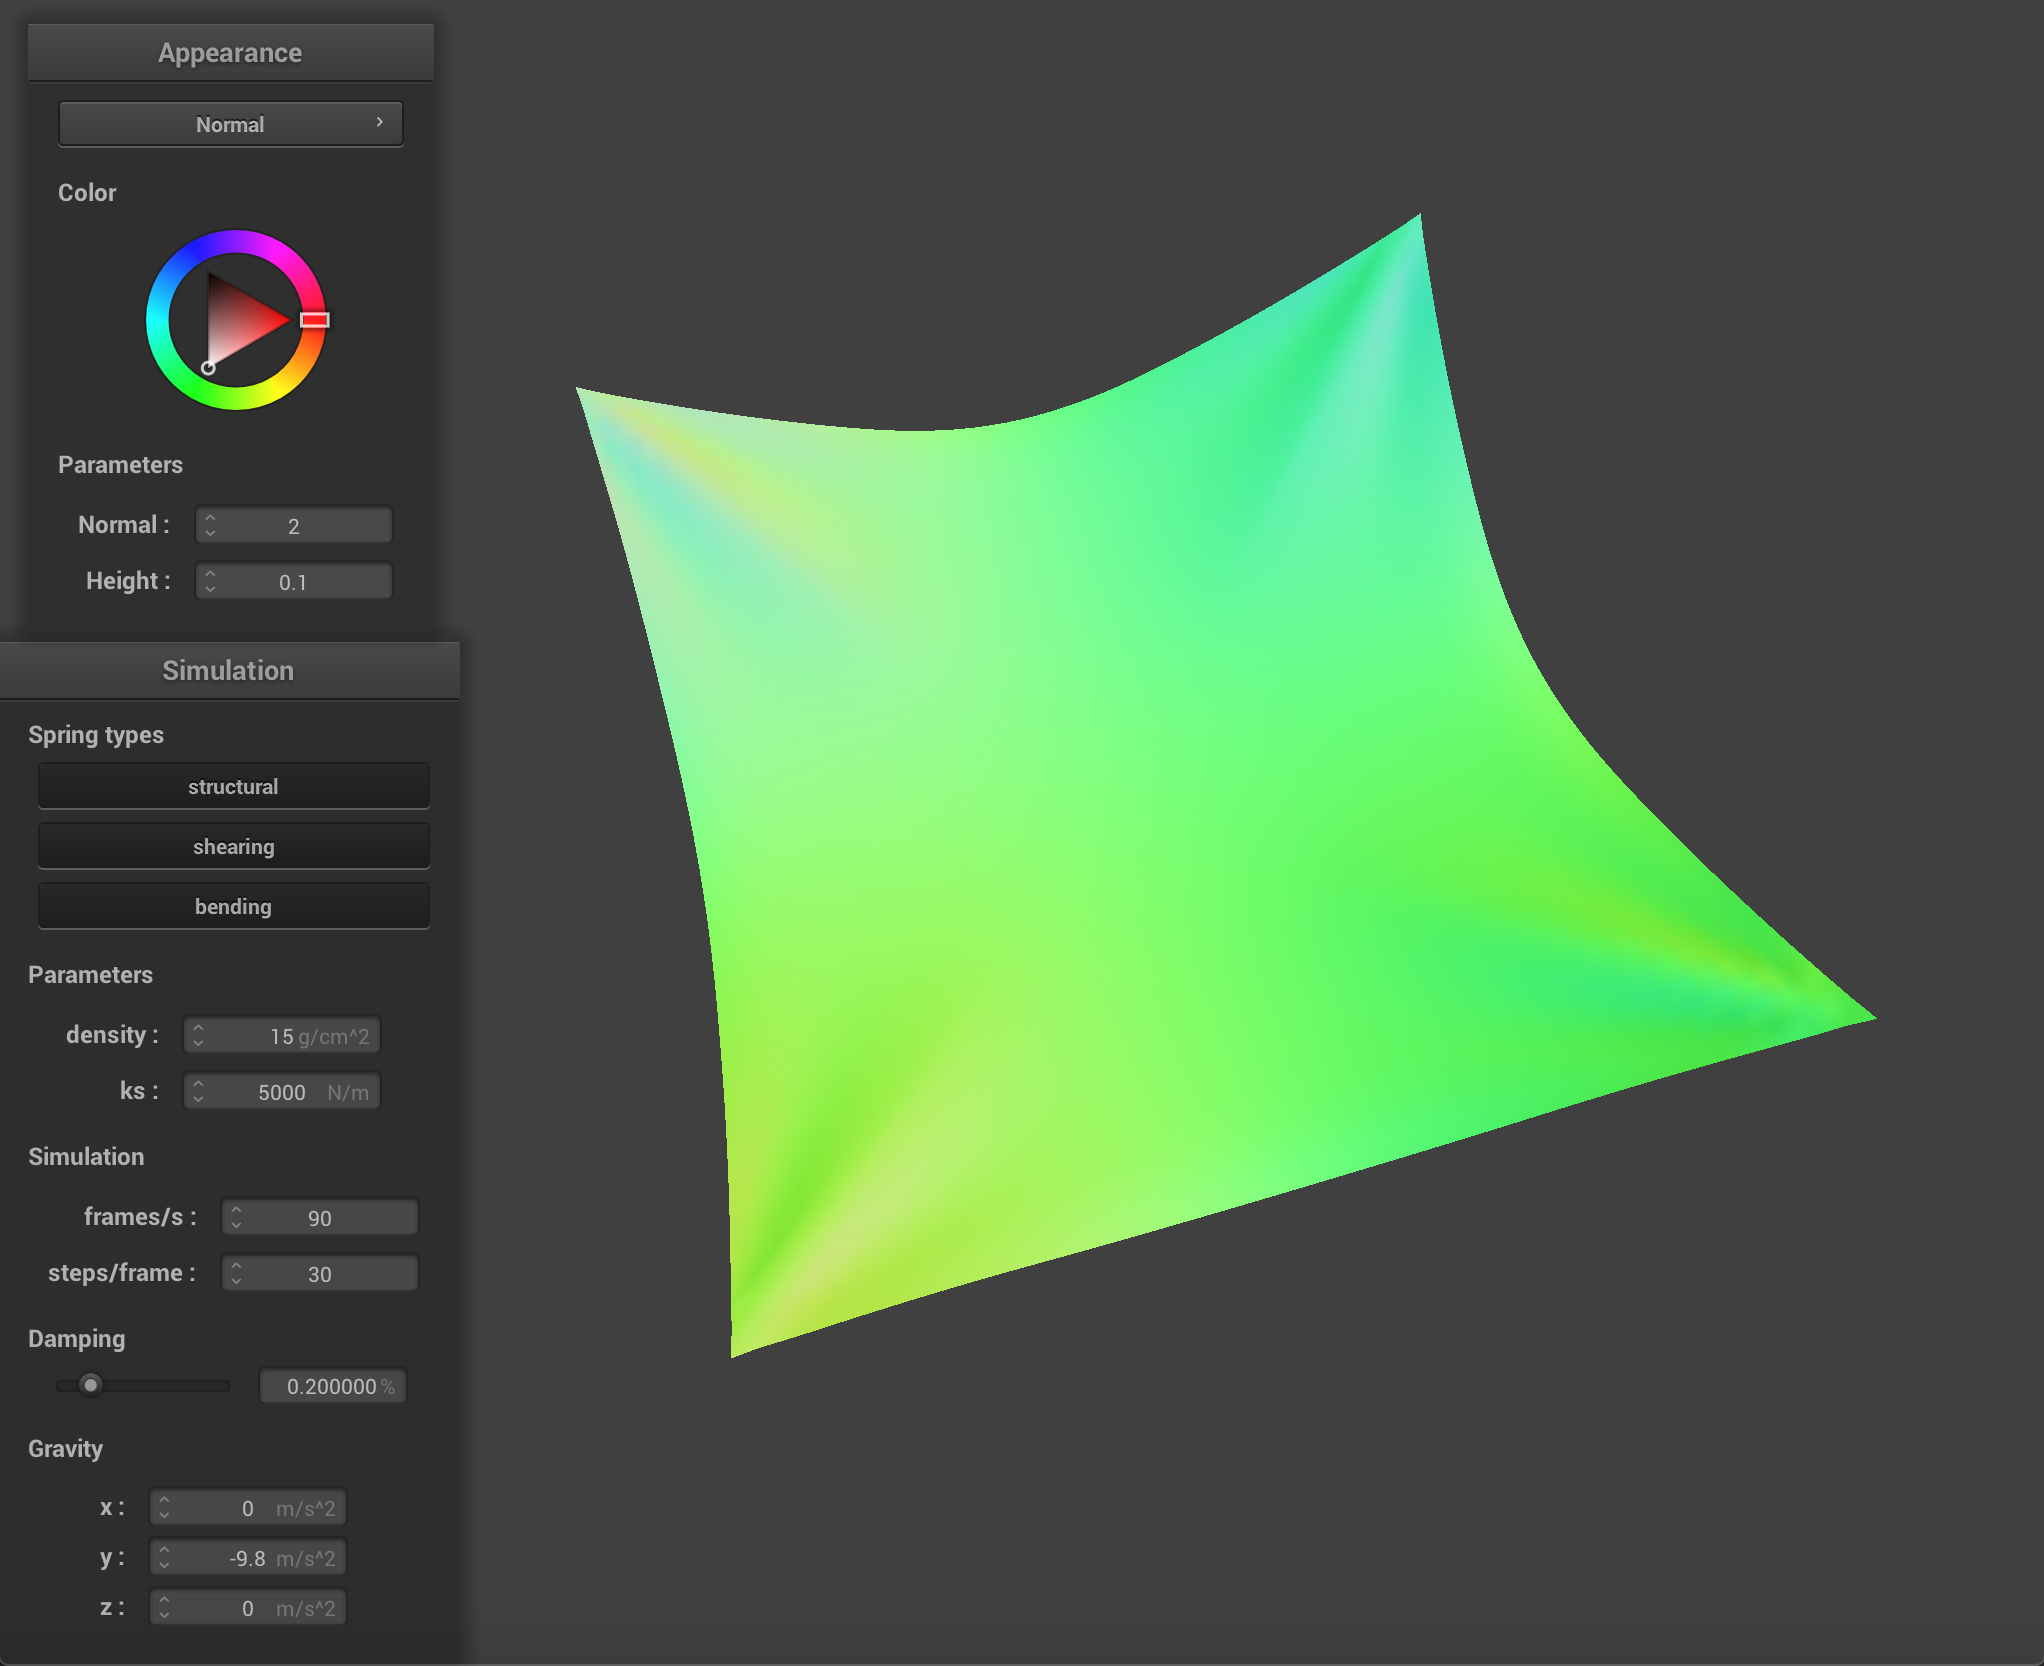 Appearance
Normal
Color
Parameters
Normal : 2
Height : 0.1
Simulation
Spring types
structural
shearing
bending
Parameters
density : 15 g/cm^2
ks : 5000 N/m
Simulation
frames/s : 90
steps/frame : 30
Damping
0.200000 %
Gravity
x : 0 m/s^2
y : -9.8 m/s^2
z : 0 m/s^2